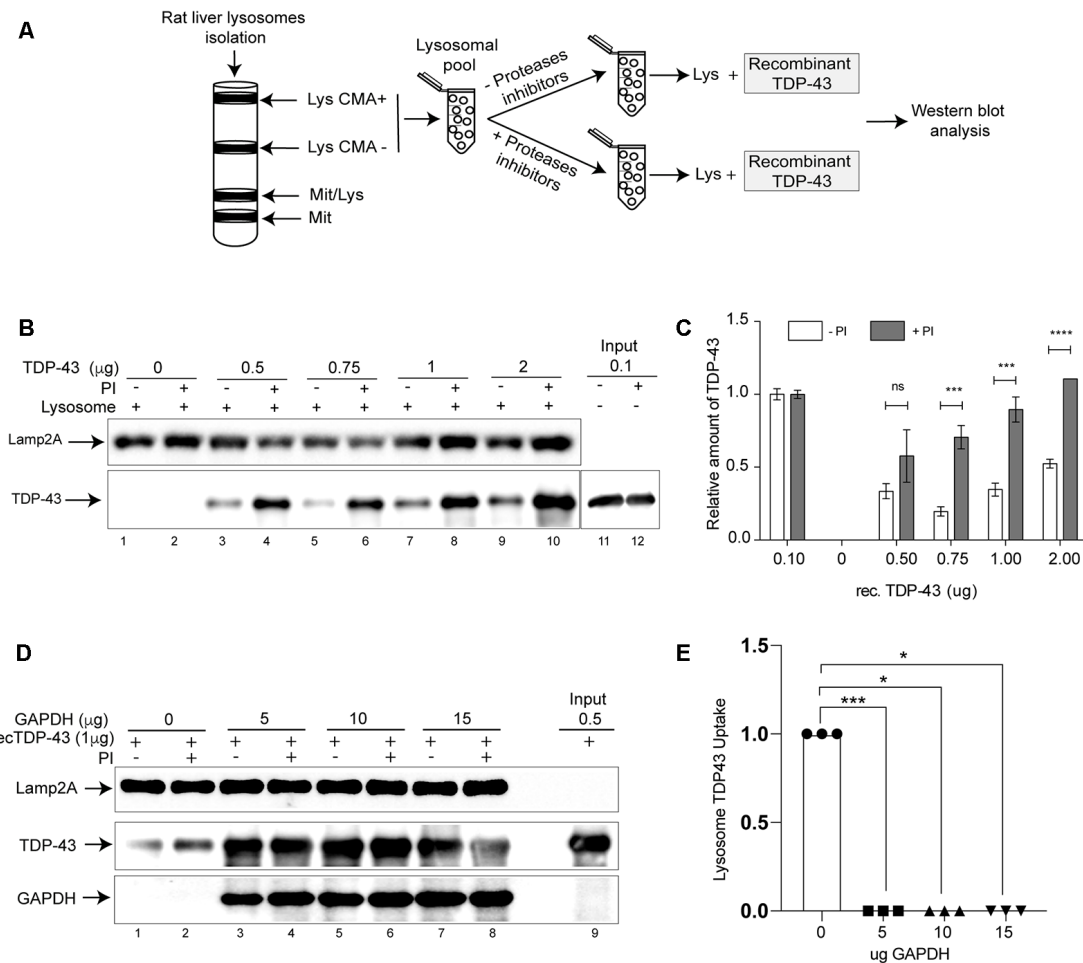 A
Rat liver lysosomes
isolation
Lys CMA+
Lys CMA -
Mit/Lys
Mit
Lysosomal
pool
- Proteases
inhibitors
+ Proteases
inhibitors
Lys + Recombinant
TDP-43
Lys + Recombinant
TDP-43
Western blot
analysis
B
Input
TDP-43 (μg) 0 0.5 0.75 1 2 0.1
PI - + - + - + - + - + - +
Lysosome + + + + + + + + + + - -
Lamp2A
TDP-43
1 2 3 4 5 6 7 8 9 10 11 12
C
- PI + PI
Relative amount of TDP-43
1.5
1.0
0.5
0.0
ns *** *** ****
0.10 0 0.50 0.75 1.00 2.00
rec. TDP-43 (ug)
D
Input
GAPDH (μg) 0 5 10 15 0.5
ecTDP-43 (1μg) + + + + + + + + +
PI - + - + - + - +
Lamp2A
TDP-43
GAPDH
1 2 3 4 5 6 7 8 9
E
Lysosome TDP43 Uptake
1.5
1.0
0.5
0.0
*
*
***
0 5 10 15
ug GAPDH